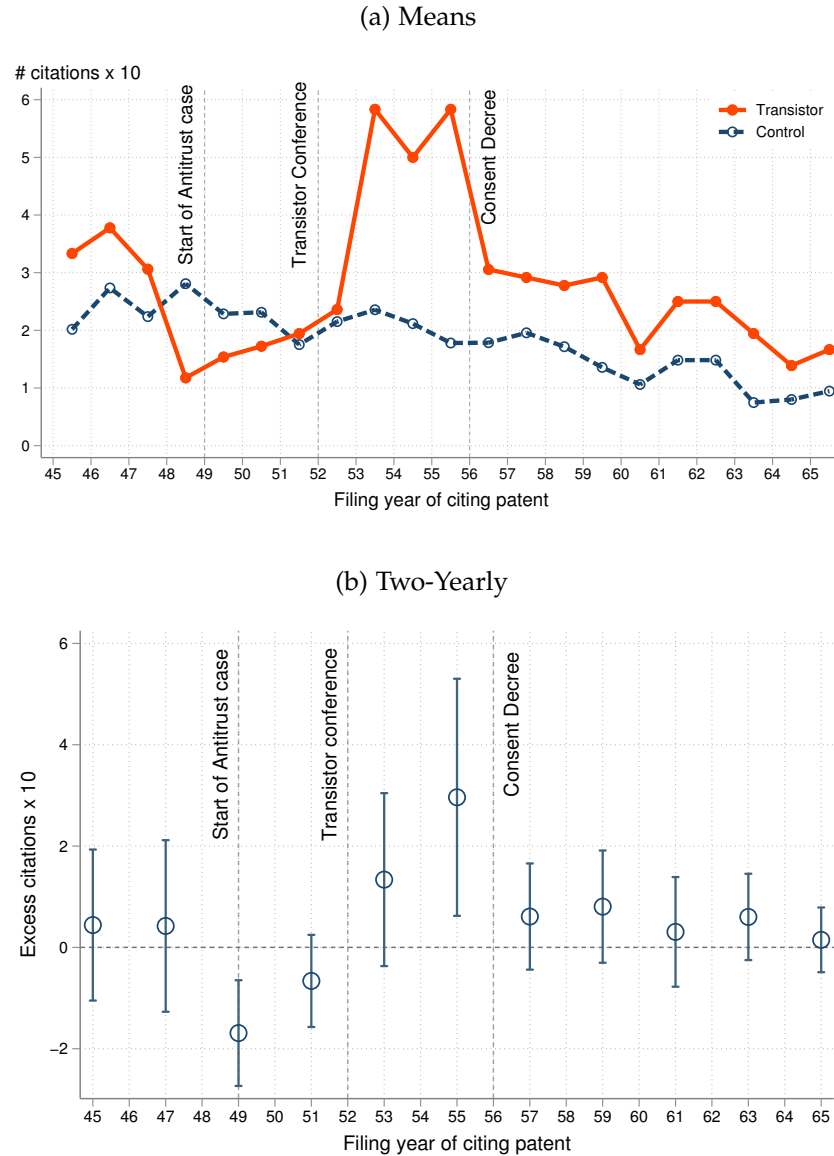 (a) Means
# citations x 10
6
5
4
3
2
1
0
Start of Antitrust case
Transistor Conference
Consent Decree
Transistor
Control
45 46 47 48 49 50 51 52 53 54 55 56 57 58 59 60 61 62 63 64 65
Filing year of citing patent
(b) Two-Yearly
Excess citations x 10
6
4
2
0
−2
Start of Antitrust case
Transistor conference
Consent Decree
45 47 48 49 50 51 52 53 54 55 56 57 58 59 60 61 62 63 64 65
Filing year of citing patent